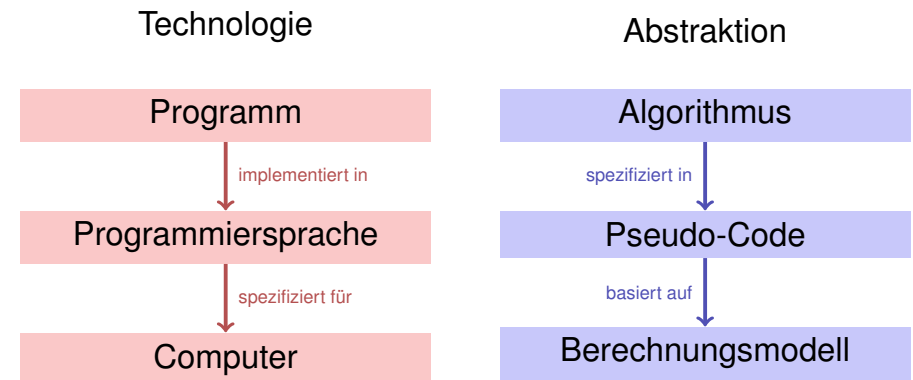 Technologie
Programm
implementiert in
Programmiersprache
spezifiziert für
Computer
Abstraktion
Algorithmus
spezifiziert in
Pseudo-Code
basiert auf
Berechnungsmodell